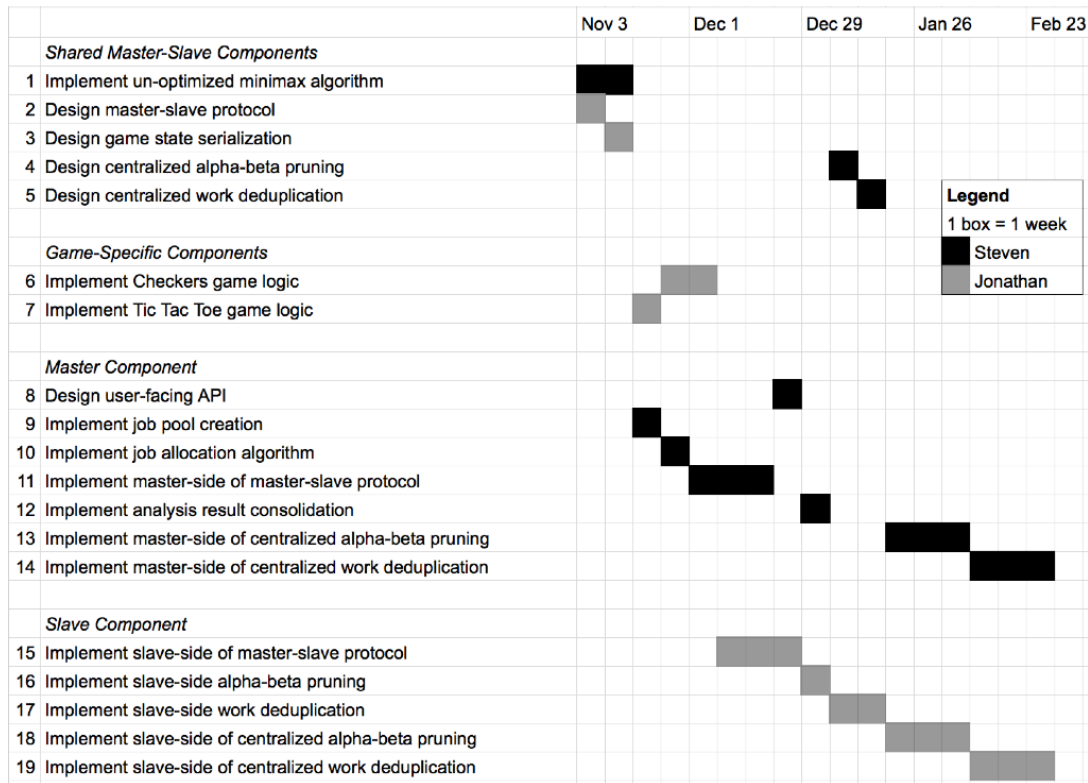 Nov 3 Dec 1 Dec 29 Jan 26 Feb 23
Shared Master-Slave Components
1 Implement un-optimized minimax algorithm
2 Design master-slave protocol
3 Design game state serialization
4 Design centralized alpha-beta pruning
5 Design centralized work deduplication
Legend
1 box = 1 week
Steven
Jonathan
Game-Specific Components
6 Implement Checkers game logic
7 Implement Tic Tac Toe game logic
Master Component
8 Design user-facing API
9 Implement job pool creation
10 Implement job allocation algorithm
11 Implement master-side of master-slave protocol
12 Implement analysis result consolidation
13 Implement master-side of centralized alpha-beta pruning
14 Implement master-side of centralized work deduplication
Slave Component
15 Implement slave-side of master-slave protocol
16 Implement slave-side alpha-beta pruning
17 Implement slave-side work deduplication
18 Implement slave-side of centralized alpha-beta pruning
19 Implement slave-side of centralized work deduplication